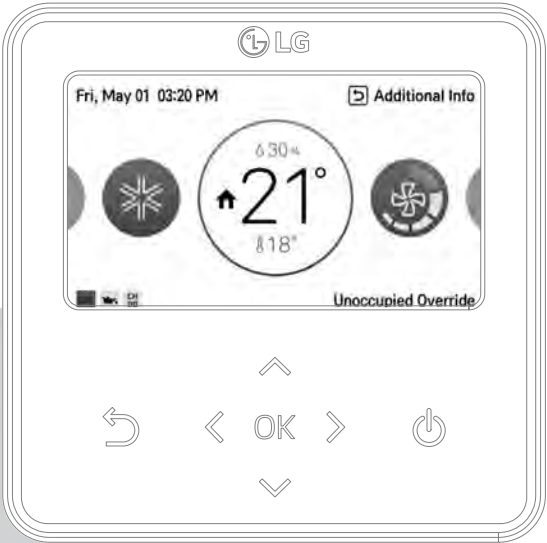 LG
Fri, May 01 03:20 PM
Additional Info
30%
21°
18°
Unoccupied Override
OK